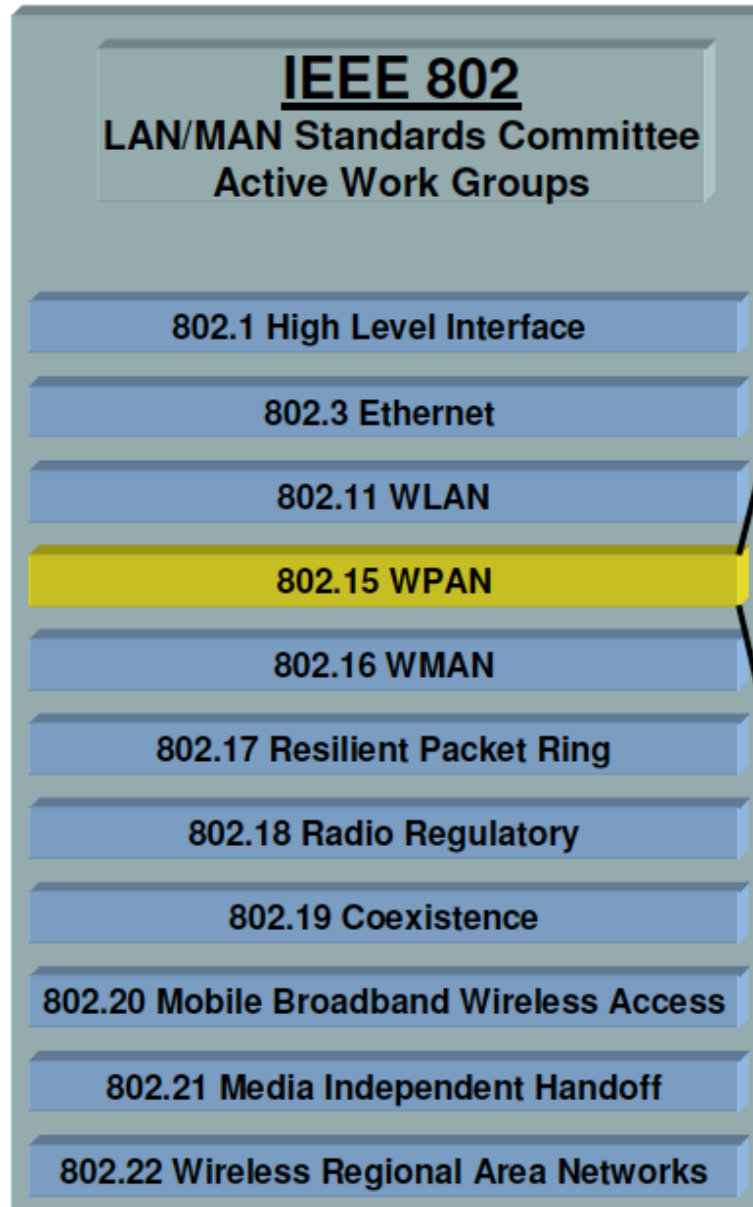 IEEE 802
LAN/MAN Standards Committee
Active Work Groups
802.1 High Level Interface
802.3 Ethernet
802.11 WLAN
802.15 WPAN
802.16 WMAN
802.17 Resilient Packet Ring
802.18 Radio Regulatory
802.19 Coexistence
802.20 Mobile Broadband Wireless Access
802.21 Media Independent Handoff
802.22 Wireless Regional Area Networks